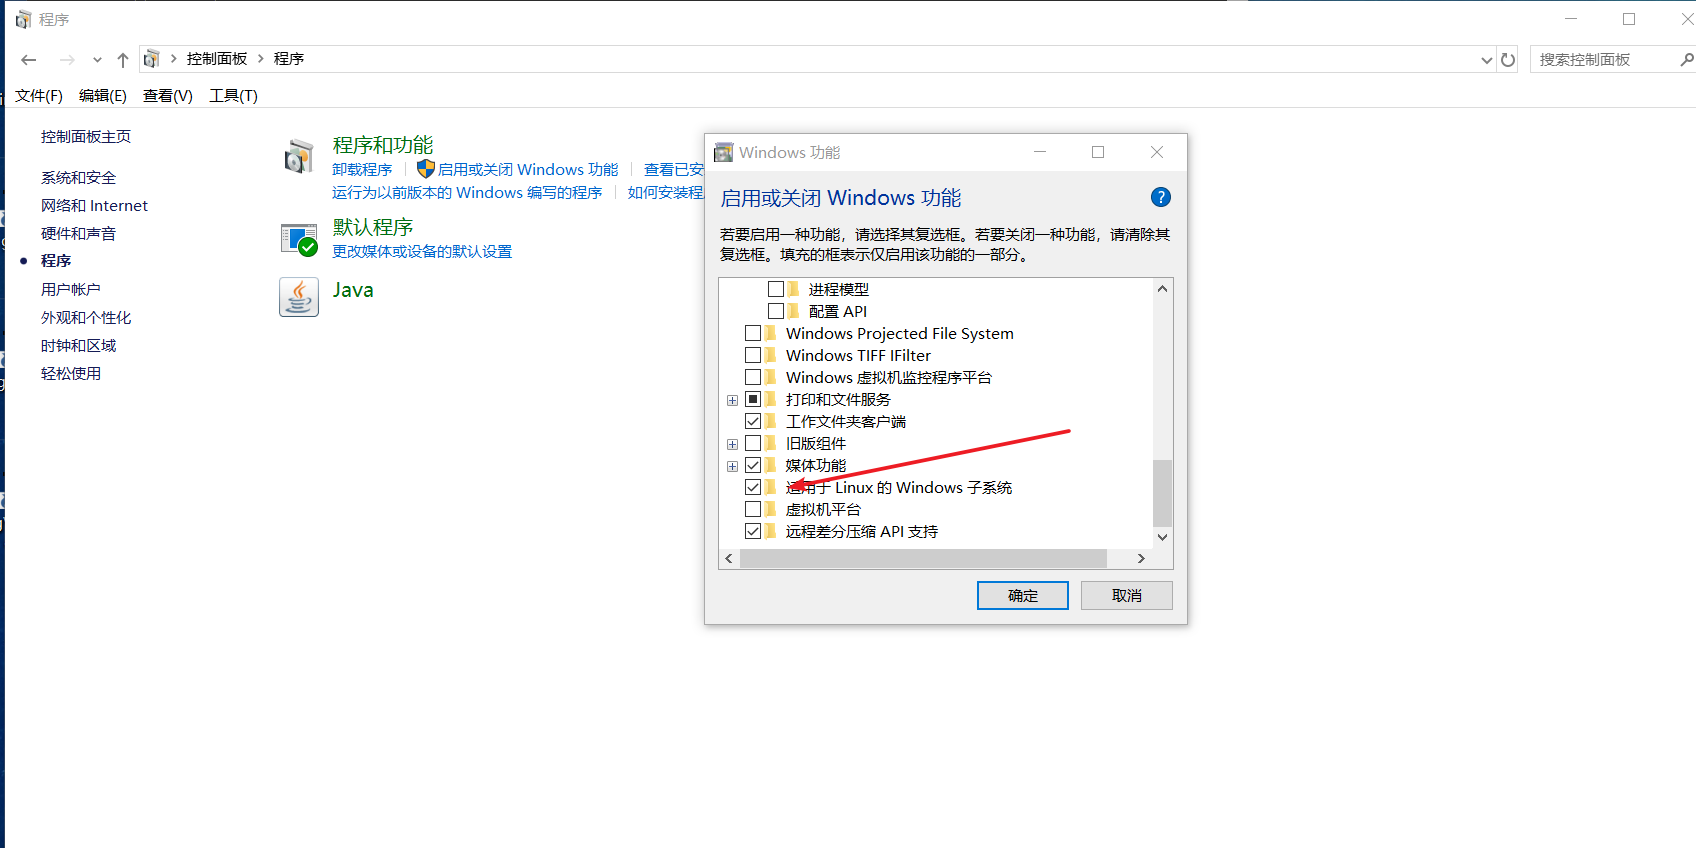 程序
控制面板 程序
搜索控制面板
文件(F) 编辑(E) 查看(V) 工具(T)
控制面板主页
系统和安全
网络和 Internet
硬件和声音
程序
用户帐户
外观和个性化
时钟和区域
轻松使用
程序和功能
卸载程序 启用或关闭 Windows 功能 查看已安
运行为以前版本的 Windows 编写的程序 如何安装程
默认程序
更改媒体或设备的默认设置
Java
Windows 功能
启用或关闭 Windows 功能
若要启用一种功能，请选择其复选框。若要关闭一种功能，请清除其
复选框。填充的框表示仅启用该功能的一部分。
进程模型
配置 API
Windows Projected File System
Windows TIFF IFilter
Windows 虚拟机监控程序平台
打印和文件服务
工作文件夹客户端
旧版组件
媒体功能
适用于 Linux 的 Windows 子系统
虚拟机平台
远程差分压缩 API 支持
确定 取消